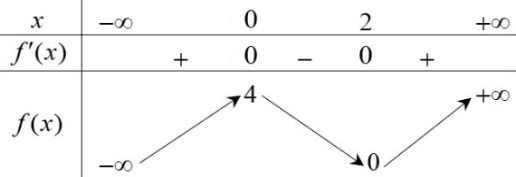 x −∞ 0 2 +∞
f′(x) + 0 − 0 +
4 +∞
f(x)
−∞ 0